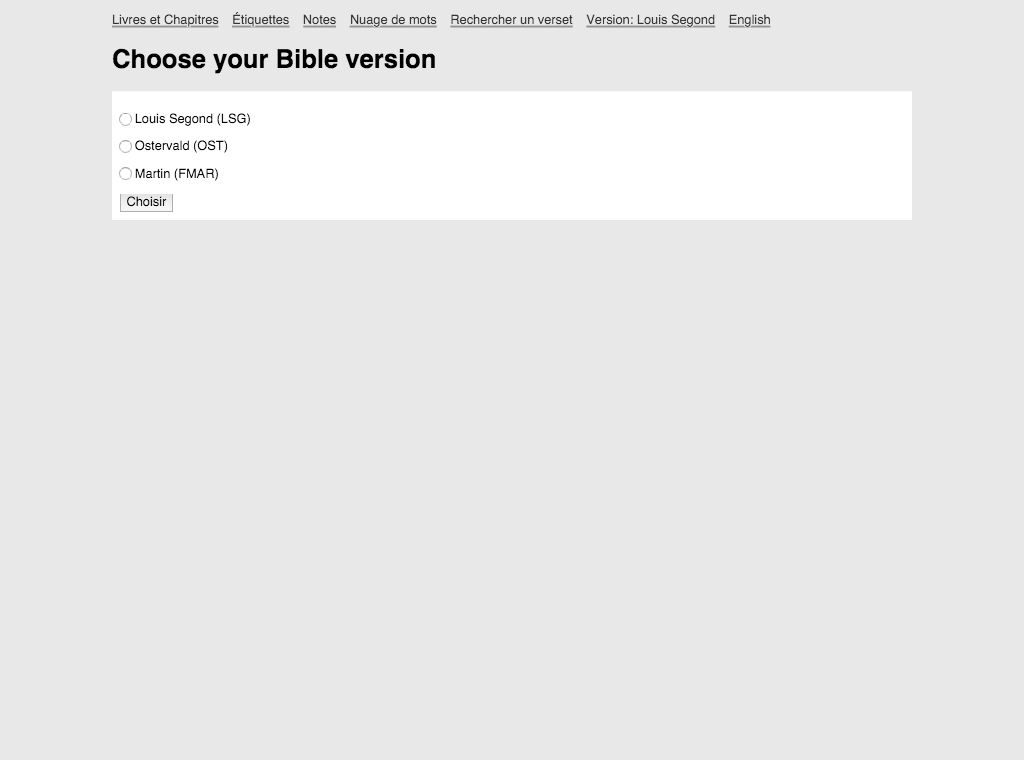 Livres et Chapitres Étiquettes Notes Nuage de mots Rechercher un verset Version: Louis Segond English
Choose your Bible version
Louis Segond (LSG)
Ostervald (OST)
Martin (FMAR)
Choisir